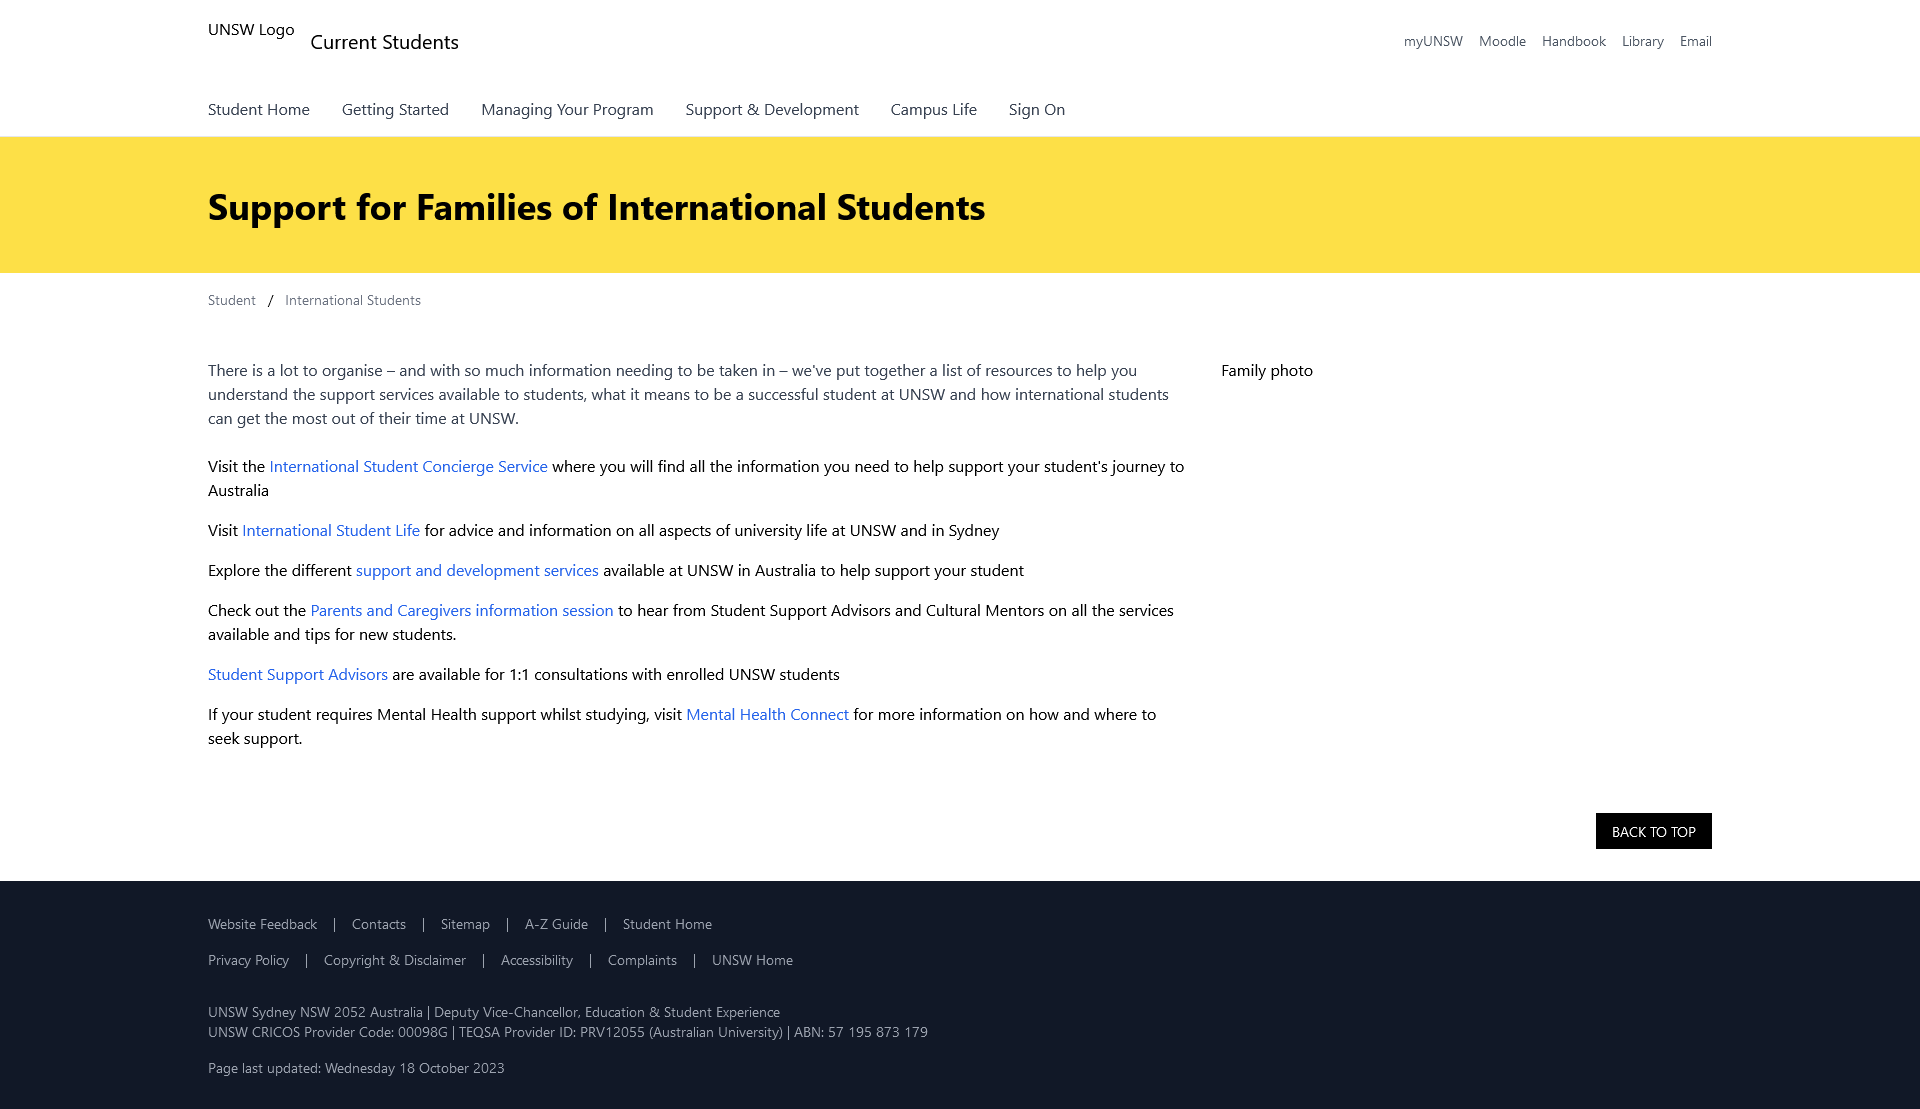 UNSW Logo
Current Students
myUNSW Moodle Handbook Library Email
Student Home Getting Started Managing Your Program Support & Development Campus Life Sign On
Support for Families of International Students
Student / International Students
There is a lot to organise – and with so much information needing to be taken in – we've put together a list of resources to help you
understand the support services available to students, what it means to be a successful student at UNSW and how international students
can get the most out of their time at UNSW.
Family photo
Visit the International Student Concierge Service where you will find all the information you need to help support your student's journey to
Australia
Visit International Student Life for advice and information on all aspects of university life at UNSW and in Sydney
Explore the different support and development services available at UNSW in Australia to help support your student
Check out the Parents and Caregivers information session to hear from Student Support Advisors and Cultural Mentors on all the services
available and tips for new students.
Student Support Advisors are available for 1:1 consultations with enrolled UNSW students
If your student requires Mental Health support whilst studying, visit Mental Health Connect for more information on how and where to
seek support.
BACK TO TOP
Website Feedback | Contacts | Sitemap | A-Z Guide | Student Home
Privacy Policy | Copyright & Disclaimer | Accessibility | Complaints | UNSW Home
UNSW Sydney NSW 2052 Australia | Deputy Vice-Chancellor, Education & Student Experience
UNSW CRICOS Provider Code: 00098G | TEQSA Provider ID: PRV12055 (Australian University) | ABN: 57 195 873 179
Page last updated: Wednesday 18 October 2023